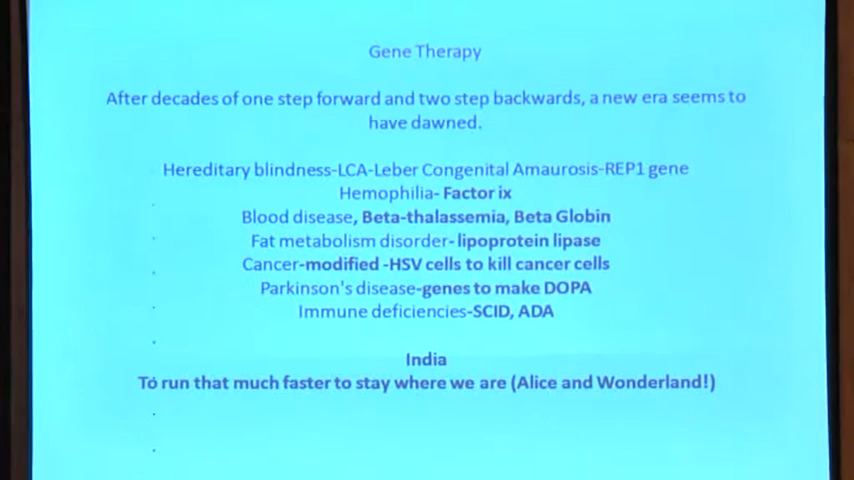 Gene Therapy
After decades of one step forward and two step backwards, a new era seems to
have dawned.
Hereditary blindness-LCA-Leber Congenital Amaurosis-REP1 gene
Hemophilia- Factor ix
Blood disease, Beta-thalassemia, Beta Globin
Fat metabolism disorder- lipoprotein lipase
Cancer-modified -HSV cells to kill cancer cells
Parkinson's disease-genes to make DOPA
Immune deficiencies-SCID, ADA
India
To run that much faster to stay where we are (Alice and Wonderland!)